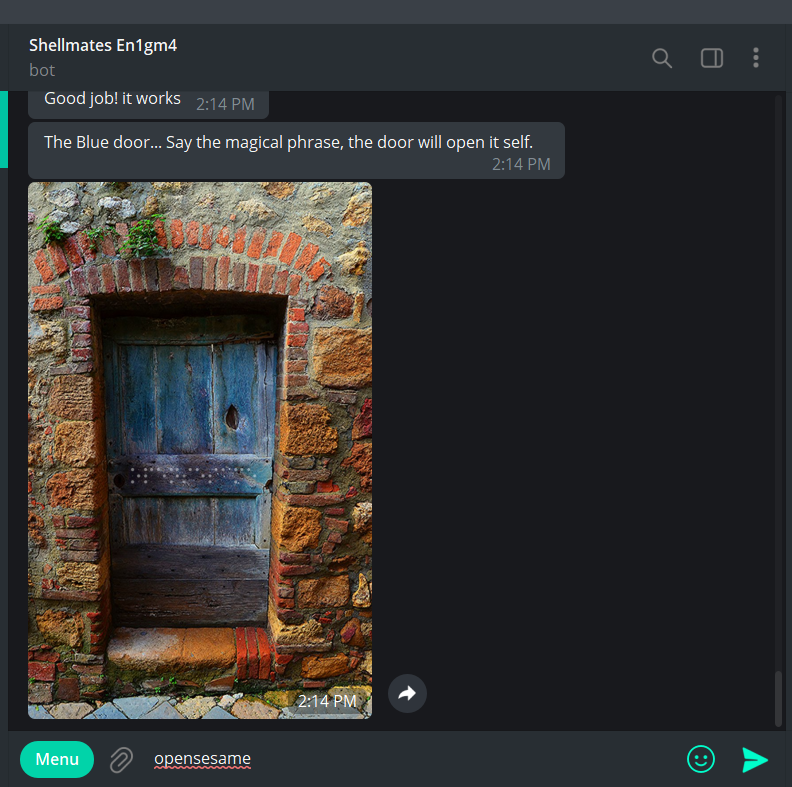 Shellmates En1gm4
bot
Good job! it works 2:14 PM
The Blue door... Say the magical phrase, the door will open it self.
2:14 PM
2:14 PM
Menu opensesame